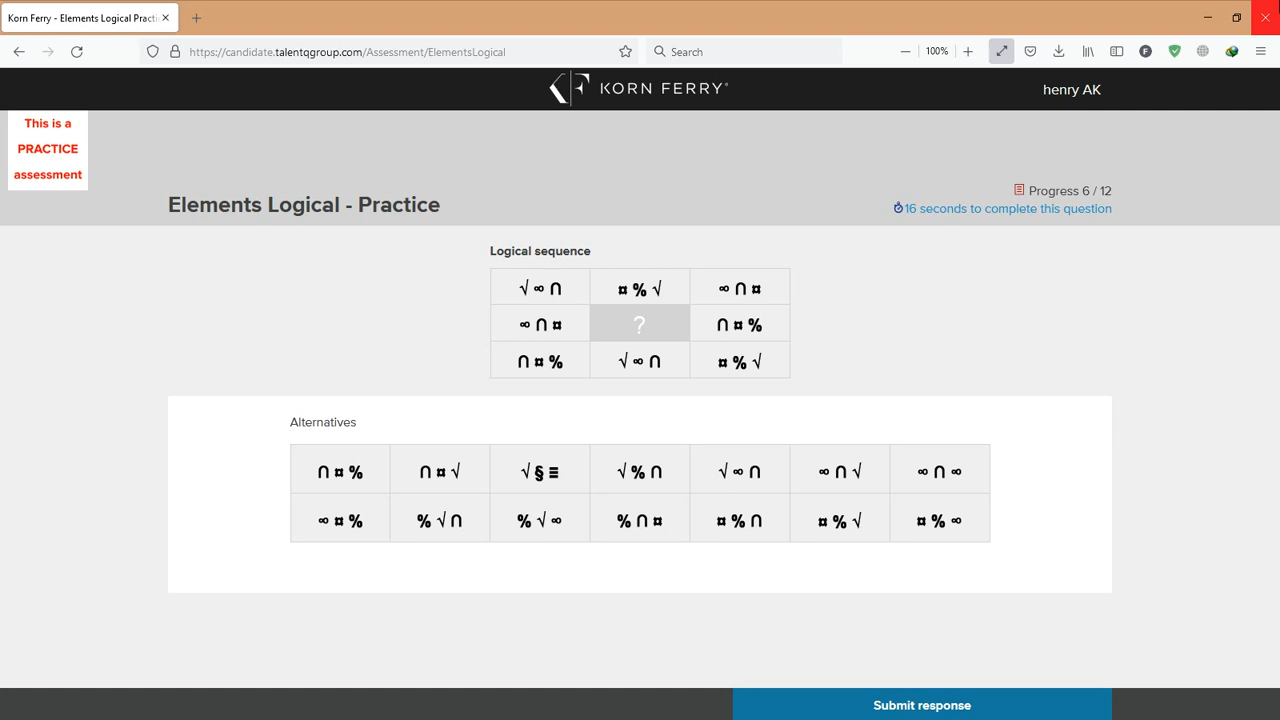 Korn Ferry - Elements Logical Practi
https://candidate.talentqgroup.com/Assessment/ElementsLogical
Search
100%
KORN FERRY
henry AK
This is a
PRACTICE
assessment
Progress 6 / 12
Elements Logical - Practice
16 seconds to complete this question
Logical sequence
√ ∞ ∩ ¤ % √ ∞ ∩ ¤
∞ ∩ ¤ ? ∩ ¤ %
∩ ¤ % √ ∞ ∩ ¤ % √
Alternatives
∩ ¤ % ∩ ¤ √ √ § ≡ √ % ∩ √ ∞ ∩ ∞ ∩ √ ∞ ∩ ∞
∞ ¤ % % √ ∩ % √ ∞ % ∩ ¤ ¤ % ∩ ¤ % √ ¤ % ∞
Submit response